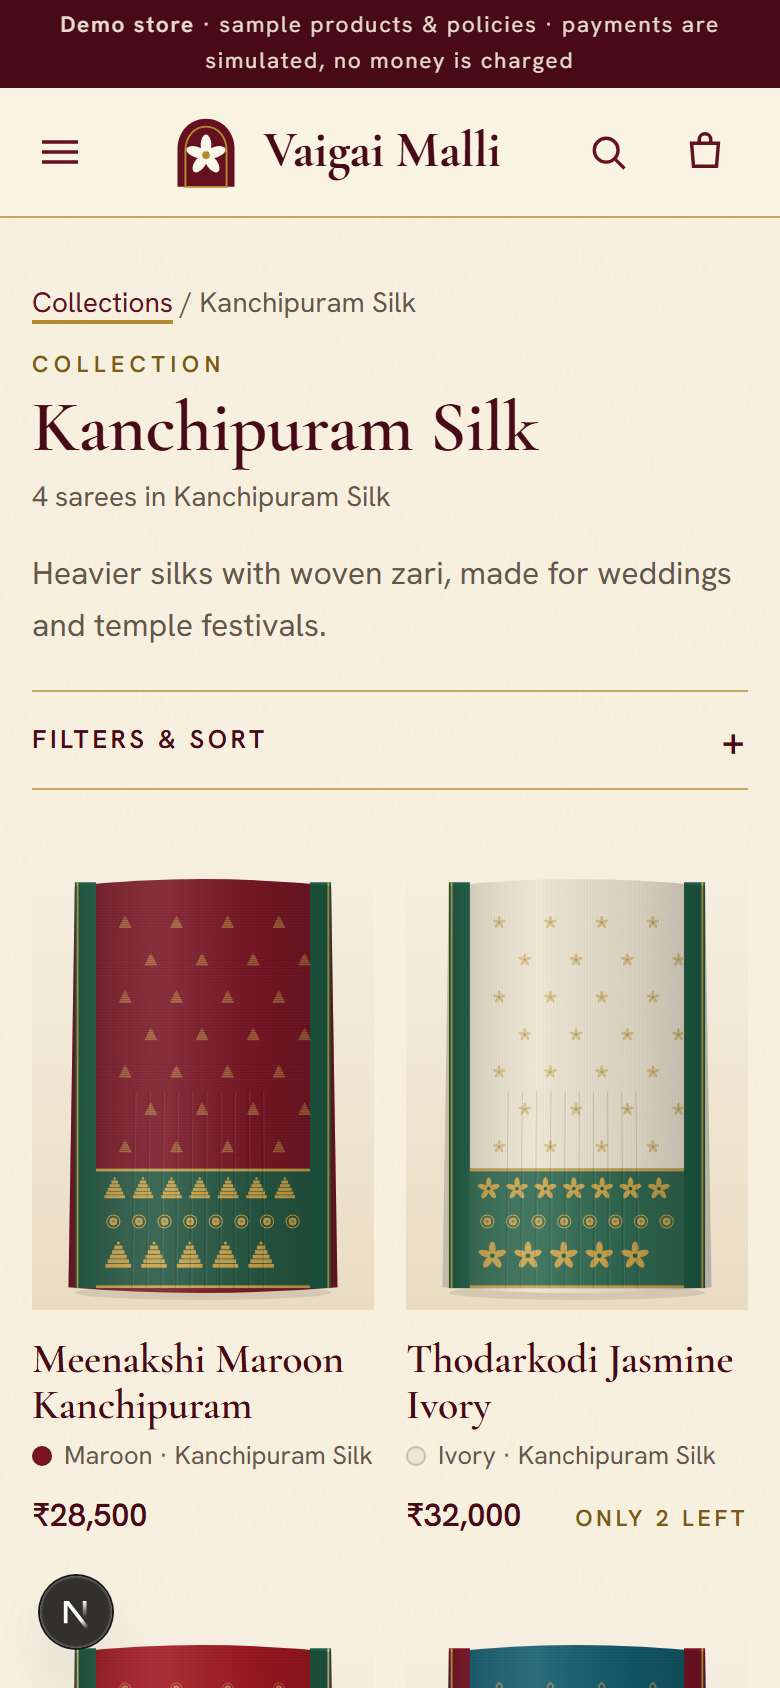 Demo store · sample products & policies · payments are
simulated, no money is charged
Vaigai Malli
Collections / Kanchipuram Silk
COLLECTION
Kanchipuram Silk
4 sarees in Kanchipuram Silk
Heavier silks with woven zari, made for weddings
and temple festivals.
FILTERS & SORT +
Meenakshi Maroon
Kanchipuram
Maroon · Kanchipuram Silk
₹28,500
Thodarkodi Jasmine
Ivory
Ivory · Kanchipuram Silk
₹32,000 ONLY 2 LEFT
N